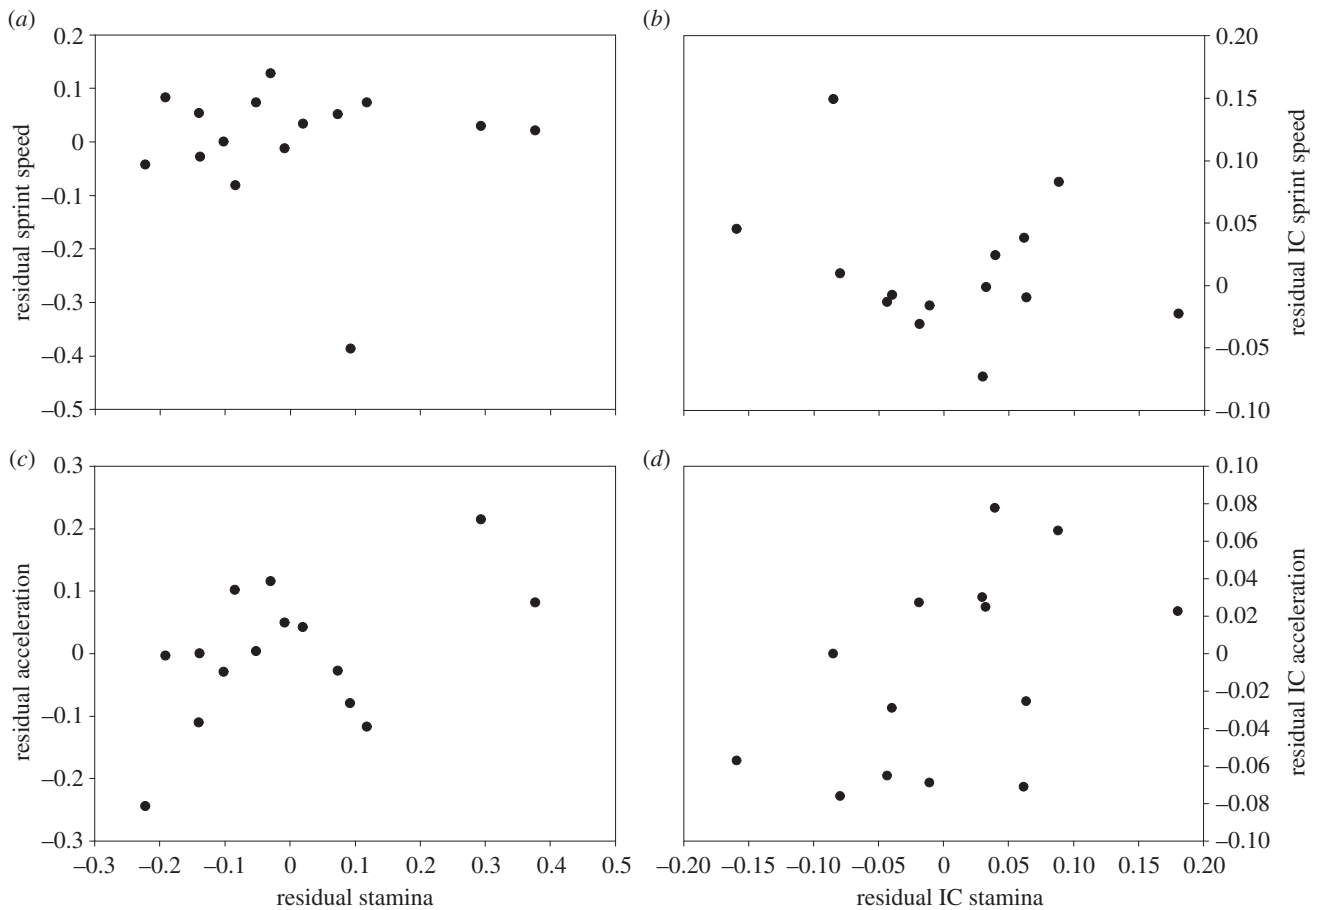 (a)
0.2
0.1
0
–0.1
–0.2
–0.3
–0.4
–0.5
residual sprint speed
(b)
0.20
0.15
0.10
0.05
0
–0.05
–0.10
residual IC sprint speed
(c)
0.3
0.2
0.1
0
–0.1
–0.2
–0.3
residual acceleration
–0.3 –0.2 –0.1 0 0.1 0.2 0.3 0.4 0.5
residual stamina
(d)
0.10
0.08
0.06
0.04
0.02
0
–0.02
–0.04
–0.06
–0.08
–0.10
residual IC acceleration
–0.20 –0.15 –0.10 –0.05 0 0.05 0.10 0.15 0.20
residual IC stamina